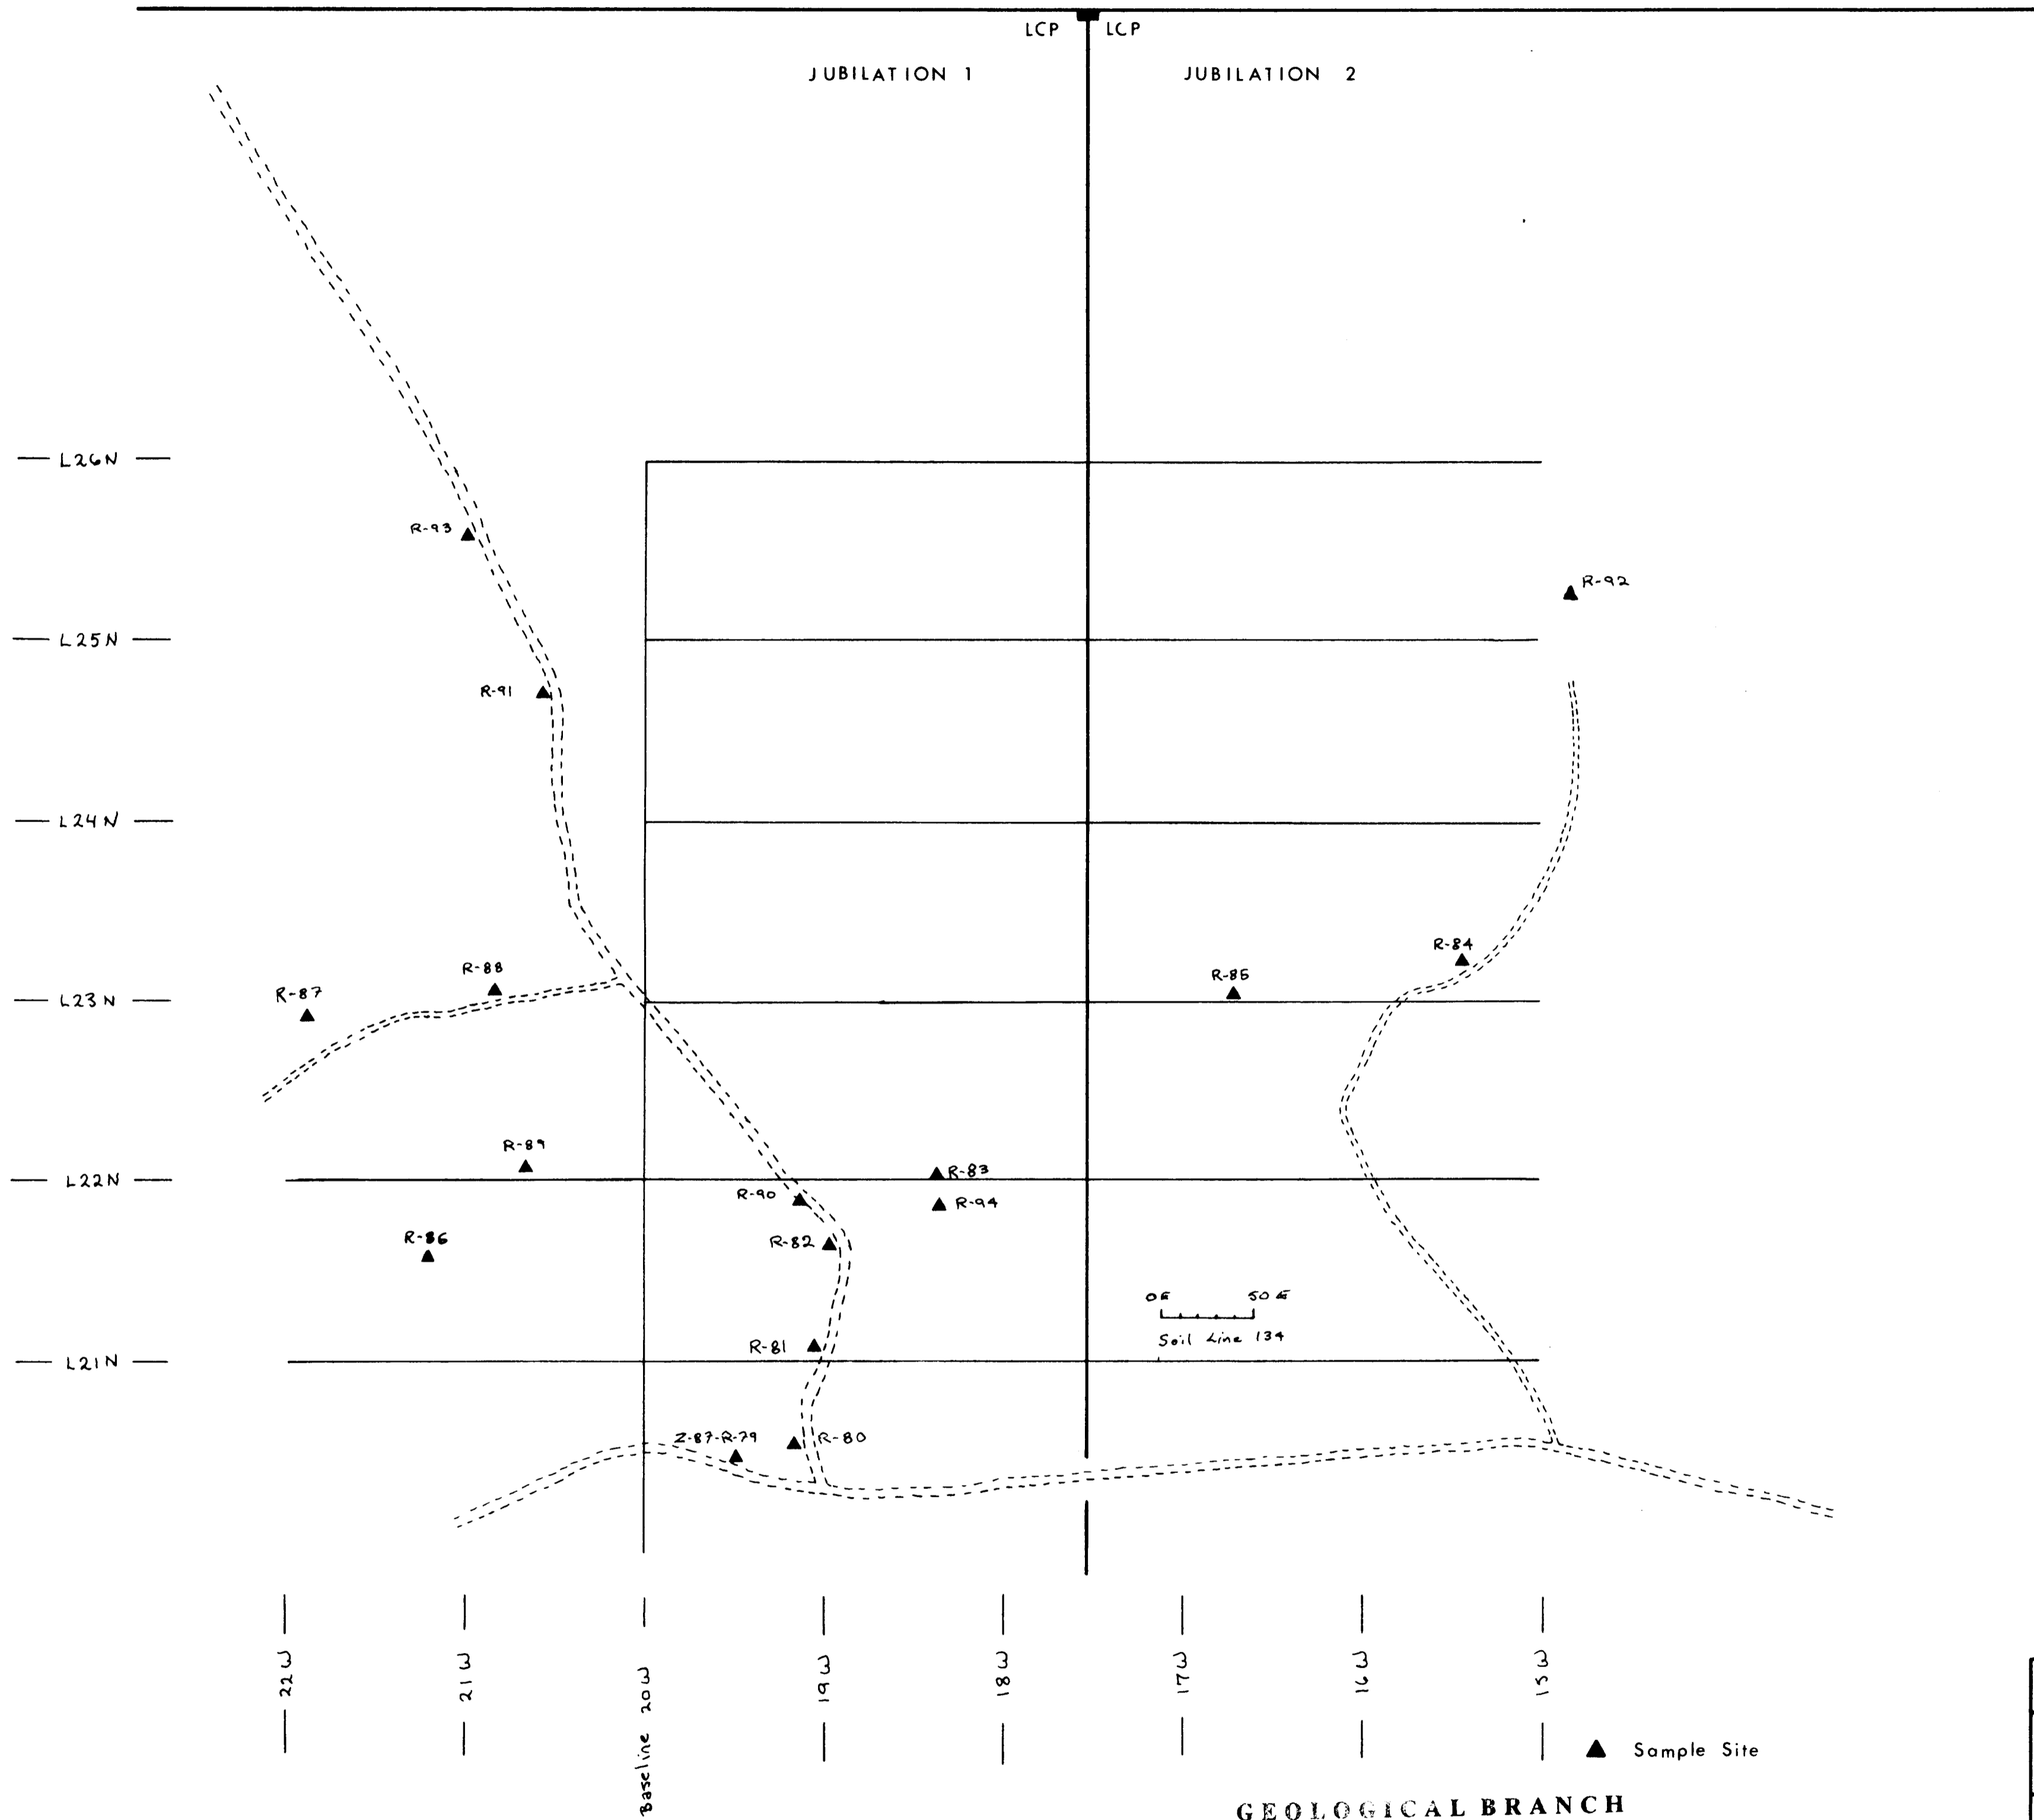 LCP LCP
JUBILATION 1 JUBILATION 2
L26N
R-93
R-92
L25N
R-91
L24N
R-84
R-88
R-85
R-87
L23N
R-89
R-83
L22N
R-90
R-94
R-86
R-82
0E 50E
Soil Line 134
R-81
L21N
Z-87-R-79
R-80
22W
21W
Baseline 20W
19W
18W
17W
16W
15W
Sample Site
GEOLOGICAL BRANCH